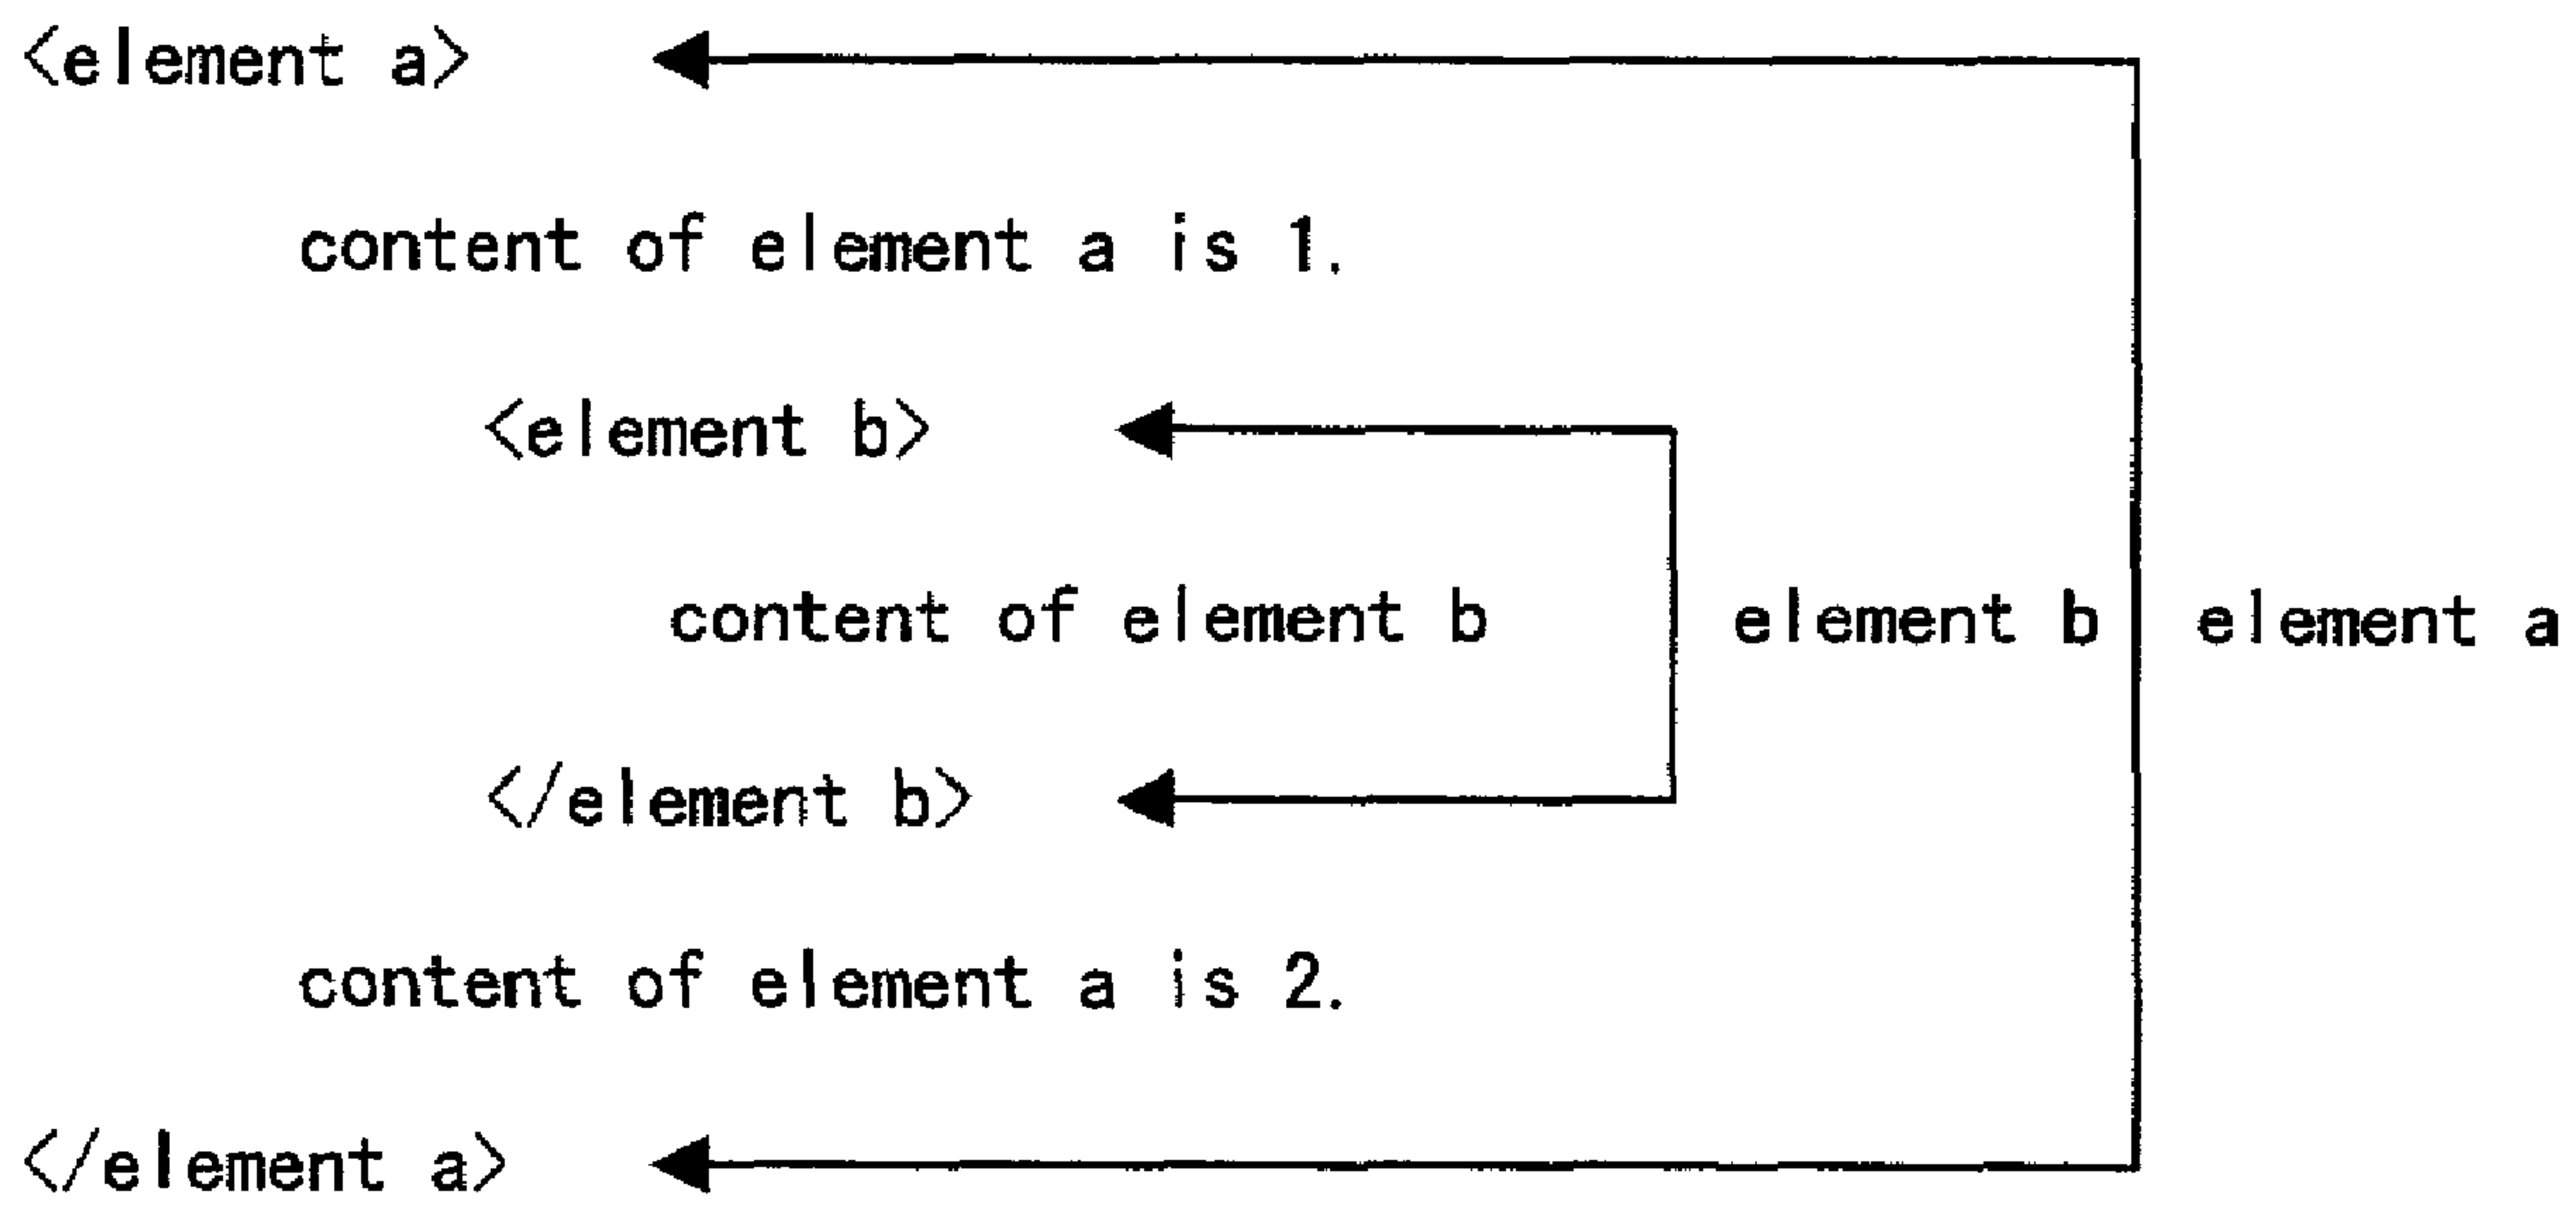 <element a>
content of element a is 1.
<element b>
content of element b element b element a
</element b>
content of element a is 2.
</element a>